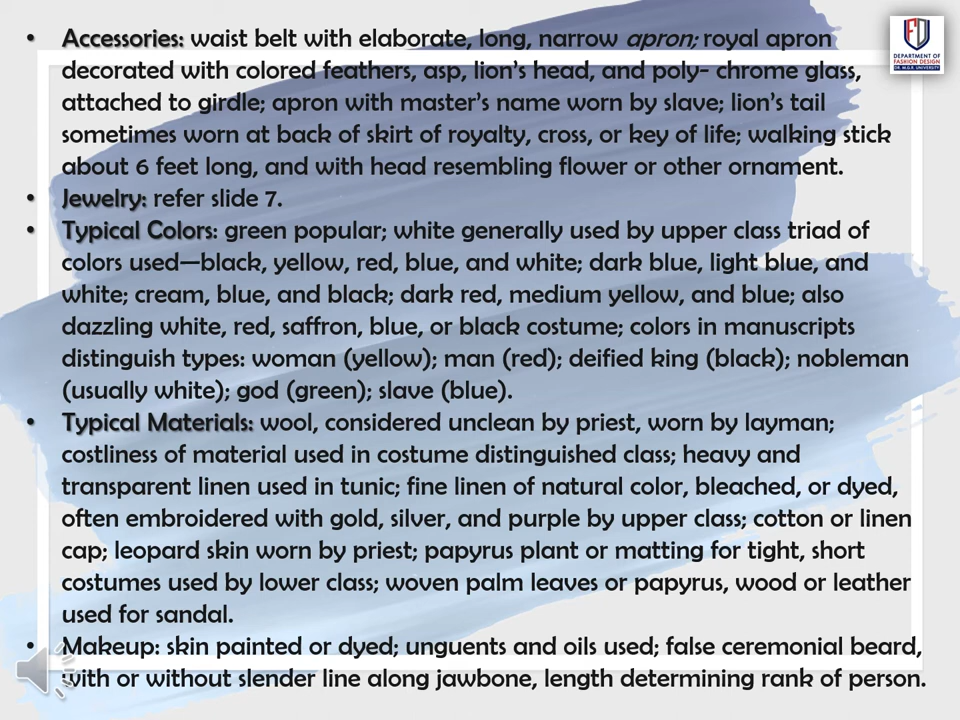 • Accessories: waist belt with elaborate, long, narrow apron; royal apron
decorated with colored feathers, asp, lion's head, and poly- chrome glass,
attached to girdle; apron with master's name worn by slave; lion's tail
sometimes worn at back of skirt of royalty, cross, or key of life; walking stick
about 6 feet long, and with head resembling flower or other ornament.
• Jewelry: refer slide 7.
• Typical Colors: green popular; white generally used by upper class triad of
colors used—black, yellow, red, blue, and white; dark blue, light blue, and
white; cream, blue, and black; dark red, medium yellow, and blue; also
dazzling white, red, saffron, blue, or black costume; colors in manuscripts
distinguish types: woman (yellow); man (red); deified king (black); nobleman
(usually white); god (green); slave (blue).
• Typical Materials: wool, considered unclean by priest, worn by layman;
costliness of material used in costume distinguished class; heavy and
transparent linen used in tunic; fine linen of natural color, bleached, or dyed,
often embroidered with gold, silver, and purple by upper class; cotton or linen
cap; leopard skin worn by priest; papyrus plant or matting for tight, short
costumes used by lower class; woven palm leaves or papyrus, wood or leather
used for sandal.
• Makeup: skin painted or dyed; unguents and oils used; false ceremonial beard,
with or without slender line along jawbone, length determining rank of person.
DEPARTMENT OF
FASHION DESIGN
DR. M.G.R. UNIVERSITY